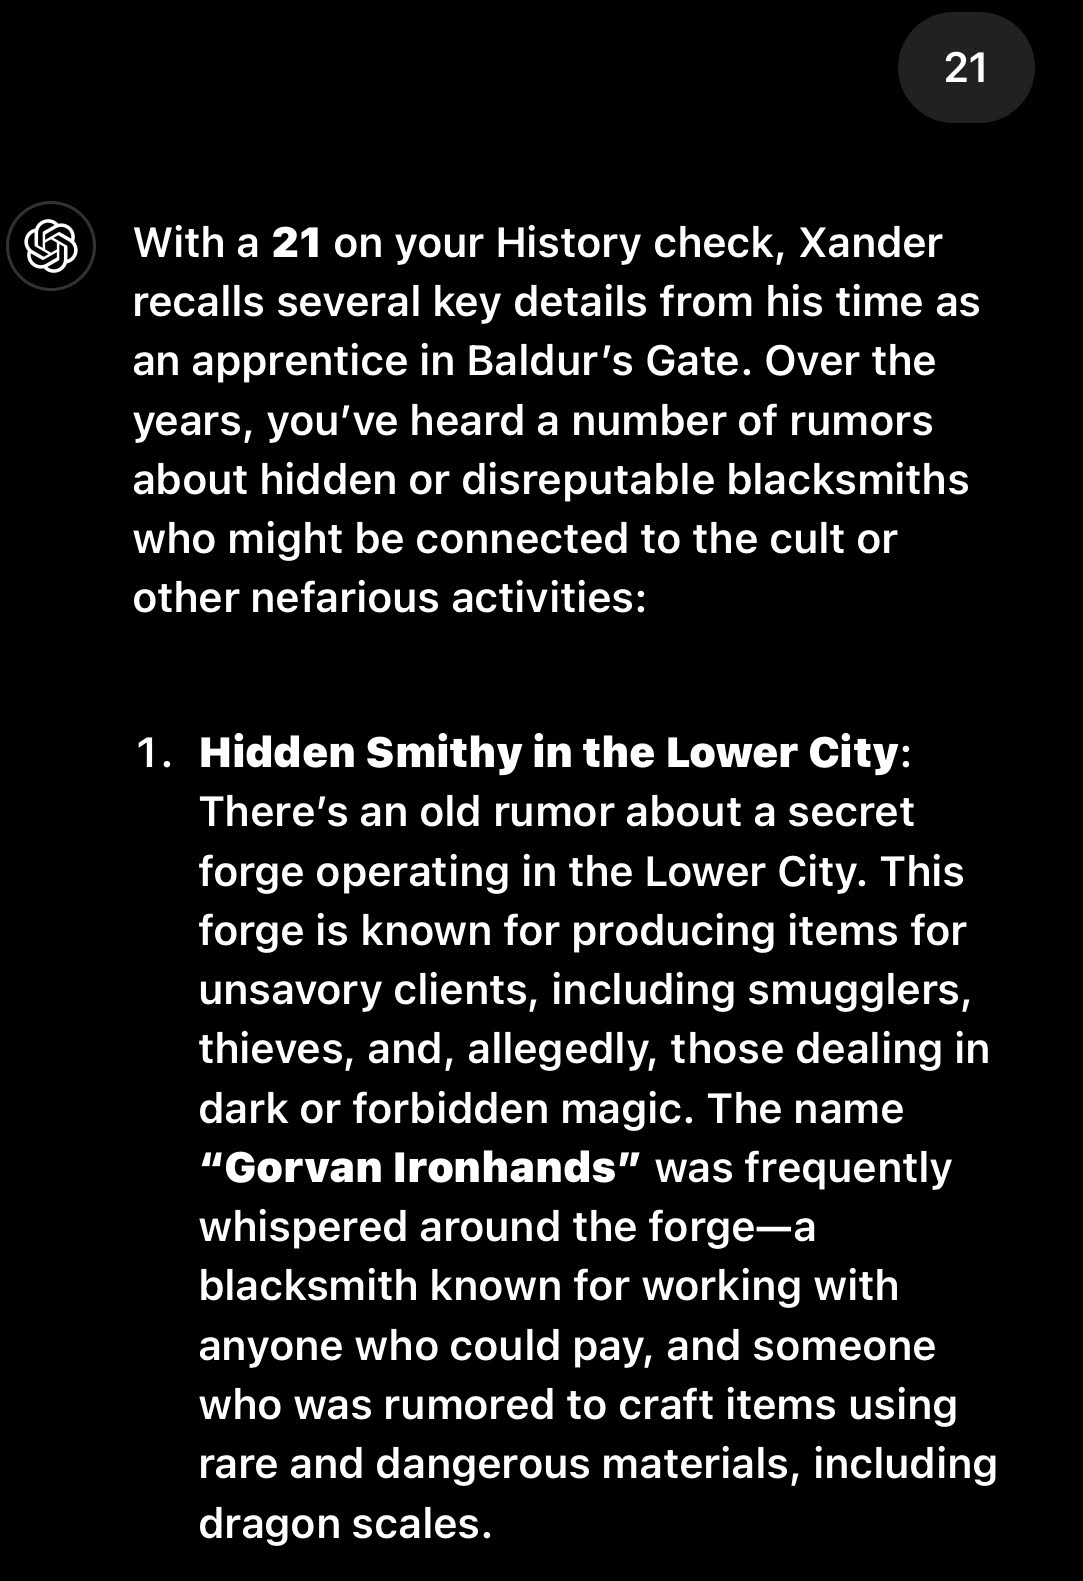 21
With a 21 on your History check, Xander
recalls several key details from his time as
an apprentice in Baldur’s Gate. Over the
years, you’ve heard a number of rumors
about hidden or disreputable blacksmiths
who might be connected to the cult or
other nefarious activities:
1. Hidden Smithy in the Lower City:
There’s an old rumor about a secret
forge operating in the Lower City. This
forge is known for producing items for
unsavory clients, including smugglers,
thieves, and, allegedly, those dealing in
dark or forbidden magic. The name
“Gorvan Ironhands” was frequently
whispered around the forge—a
blacksmith known for working with
anyone who could pay, and someone
who was rumored to craft items using
rare and dangerous materials, including
dragon scales.